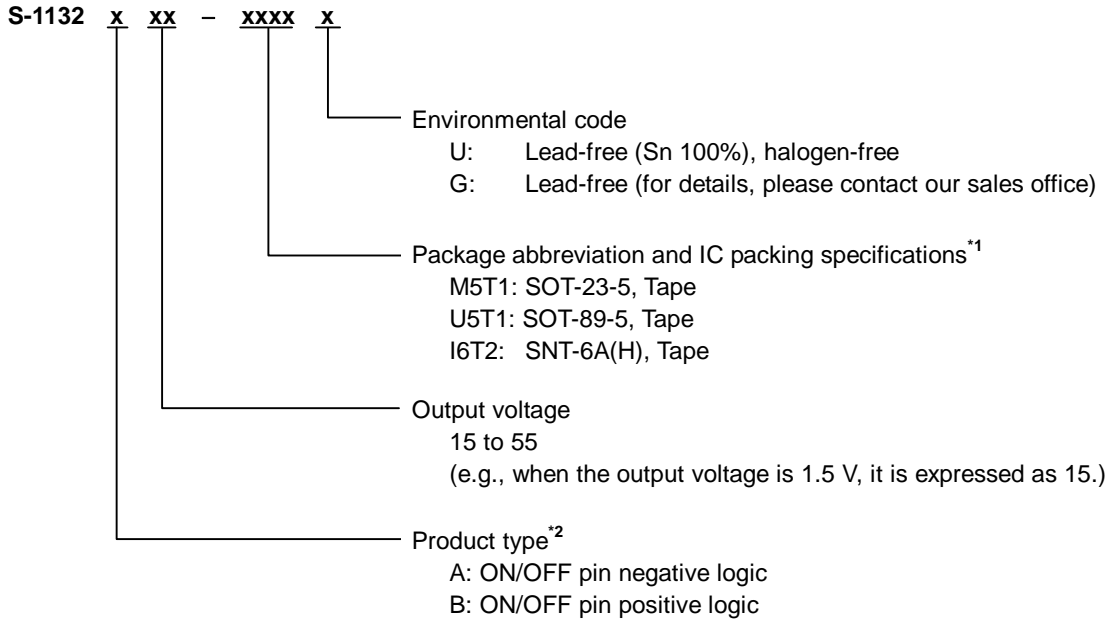 S-1132 x xx – xxxx x
Environmental code
U: Lead-free (Sn 100%), halogen-free
G: Lead-free (for details, please contact our sales office)
Package abbreviation and IC packing specifications*1
M5T1: SOT-23-5, Tape
U5T1: SOT-89-5, Tape
I6T2: SNT-6A(H), Tape
Output voltage
15 to 55
(e.g., when the output voltage is 1.5 V, it is expressed as 15.)
Product type*2
A: ON/OFF pin negative logic
B: ON/OFF pin positive logic